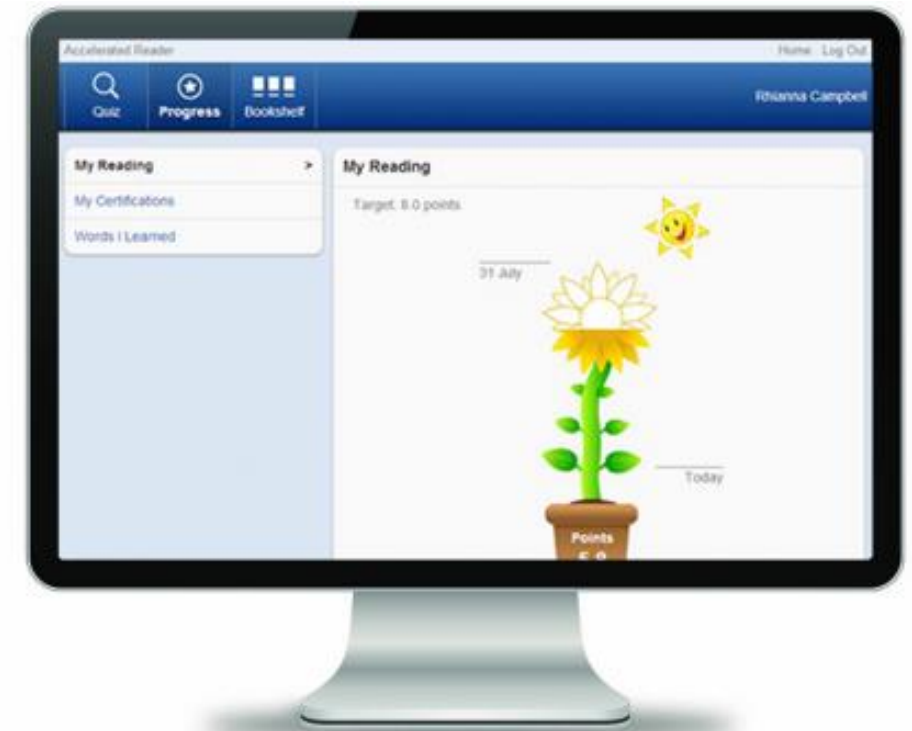 Accelerated Reader
Home Log Out
Quiz
Progress
Bookshelf
Rhianna Campbell
My Reading >
My Certifications
Words I Learned
My Reading
Target: 8.0 points
31 July
Today
Points